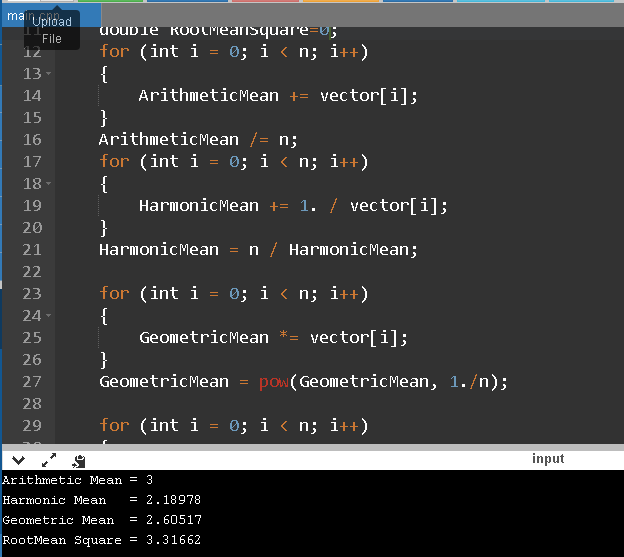 main.cpp
Upload
File
11 double RootMeanSquare=0;
12 for (int i = 0; i < n; i++)
13 {
14 ArithmeticMean += vector[i];
15 }
16 ArithmeticMean /= n;
17 for (int i = 0; i < n; i++)
18 {
19 HarmonicMean += 1. / vector[i];
20 }
21 HarmonicMean = n / HarmonicMean;
22
23 for (int i = 0; i < n; i++)
24 {
25 GeometricMean *= vector[i];
26 }
27 GeometricMean = pow(GeometricMean, 1./n);
28
29 for (int i = 0; i < n; i++)
input
Arithmetic Mean = 3
Harmonic Mean = 2.18978
Geometric Mean = 2.60517
RootMean Square = 3.31662